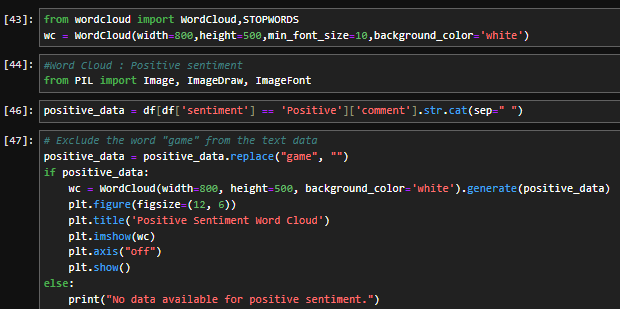 [43]: from wordcloud import WordCloud,STOPWORDS
wc = WordCloud(width=800,height=500,min_font_size=10,background_color='white')
[44]: #Word Cloud : Positive sentiment
from PIL import Image, ImageDraw, ImageFont
[46]: positive_data = df[df['sentiment'] == 'Positive']['comment'].str.cat(sep=" ")
[47]: # Exclude the word "game" from the text data
positive_data = positive_data.replace("game", "")
if positive_data:
    wc = WordCloud(width=800, height=500, background_color='white').generate(positive_data)
    plt.figure(figsize=(12, 6))
    plt.title('Positive Sentiment Word Cloud')
    plt.imshow(wc)
    plt.axis("off")
    plt.show()
else:
    print("No data available for positive sentiment.")